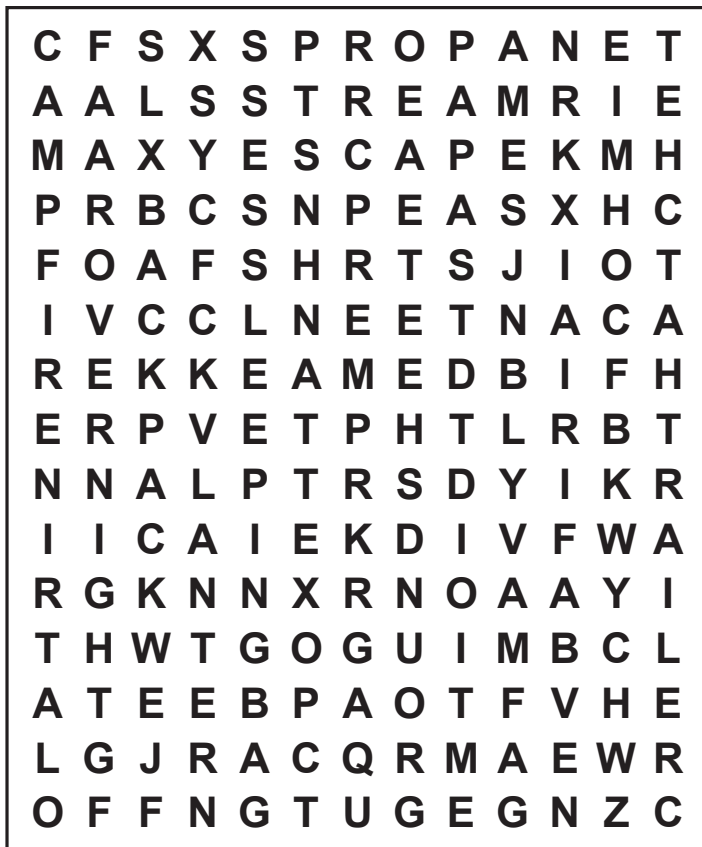 C F S X S P R O P A N E T
A A L S S T R E A M R I E
M A X Y E S C A P E K M H
P R B C S N P E A S X H C
F O A F S H R T S J I O T
I V C C L N E E T N A C A
R E K K E A M E D B I F H
E R P V E T P H T L R B T
N N A L P T R S D Y I K R
I I C A I E K D I V F W A
R G K N N X R N O A A Y I
T H W T G O G U I M B C L
A T E E B P A O T F V H E
L G J R A C Q R M A E W R
O F F N G T U G E G N Z C